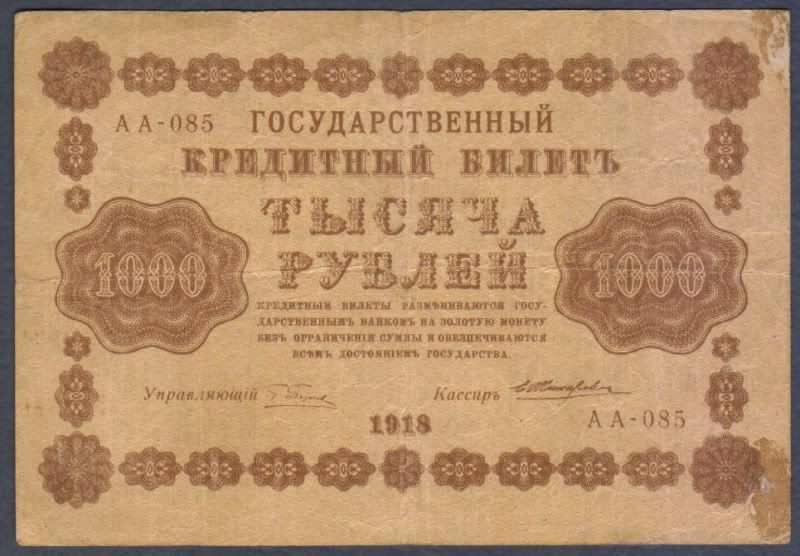 АА-085 ГОСУДАРСТВЕННЫЙ
КРЕДИТНЫЙ БИЛЕТЪ
ТЫСЯЧА
1000 РУБЛЕЙ 1000
КРЕДИТНЫЕ БИЛЕТЫ РАЗМѢНИВАЮТСЯ ГОСУ-
ДАРСТВЕННЫМЪ БАНКОМЪ НА ЗОЛОТУЮ МОНЕТУ
БЕЗЪ ОГРАНИЧЕНІЯ СУММЫ И ОБЕЗПЕЧИВАЮТСЯ
ВСѢМЪ ДОСТОЯНІЕМЪ ГОСУДАРСТВА.
Управляющій Кассиръ
1918 АА-085